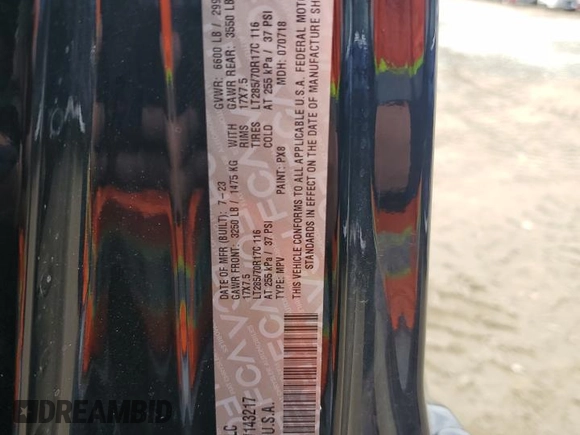 DATE OF MFR (BUILT): 7-23 GVWR: 6600 LB / 299
GAWR FRONT: 3250 LB / 1475 KG WITH GAWR REAR: 3550 LB
17X7.5 RIMS 17X7.5
LT285/70R17C 116 TIRES LT285/70R17C 116
AT 255 kPa / 37 PSI COLD AT 255 kPa / 37 PSI
TYPE: MPV PAINT: PX8 MDH: 070718
THIS VEHICLE CONFORMS TO ALL APPLICABLE U.S.A. FEDERAL MOTO
STANDARDS IN EFFECT ON THE DATE OF MANUFACTURE SH
LC
143217
U.S.A.
DREAMBID